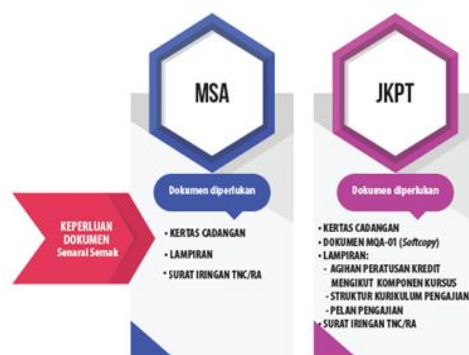 MSA
JKPT
Dokumen diperlukan
Dokumen diperlukan
KEPERLUAN
DOKUMEN
Senarai Semak
• KERTAS CADANGAN
• LAMPIRAN
• SURAT IRINGAN TNC/RA
• KERTAS CADANGAN
• DOKUMEN MQA-01 (Softcopy)
• LAMPIRAN:
- AGIHAN PERATUSAN KREDIT
MENGIKUT KOMPONEN KURSUS
- STRUKTUR KURIKULUM PENGAJIAN
- PELAN PENGAJIAN
• SURAT IRINGAN TNC/RA